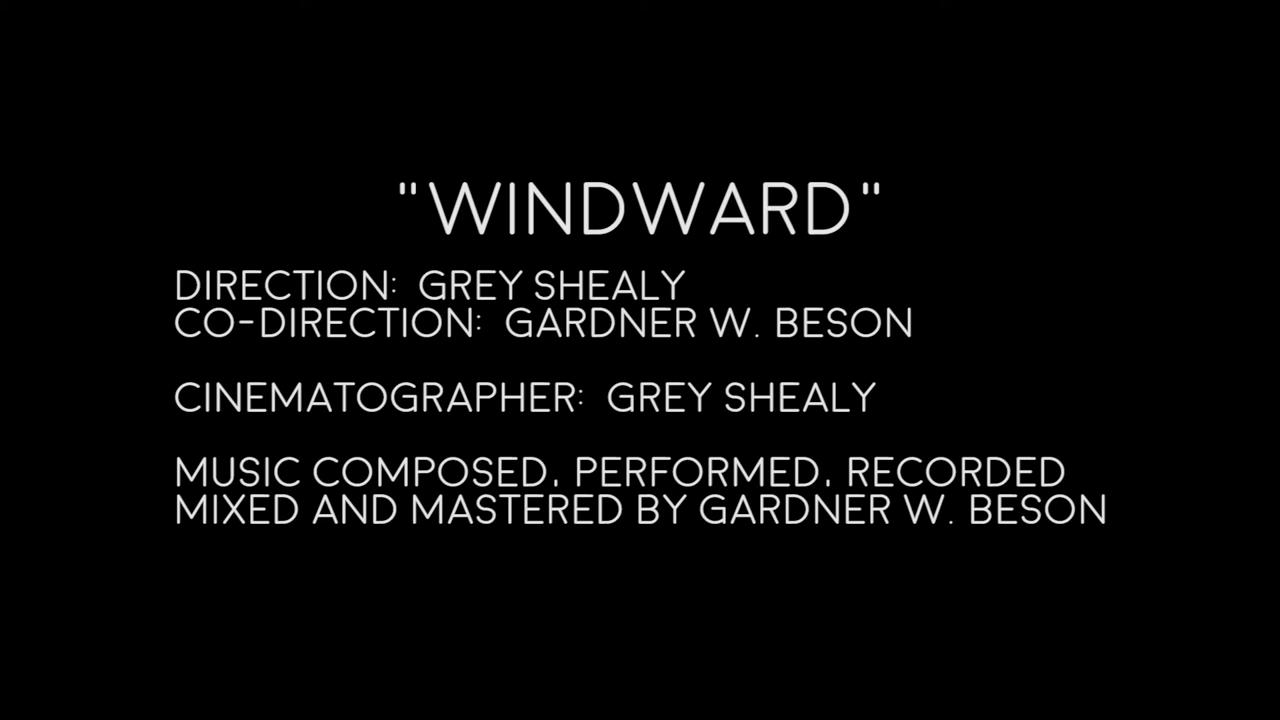 "WINDWARD"
DIRECTION: GREY SHEALY
CO-DIRECTION: GARDNER W. BESON
CINEMATOGRAPHER: GREY SHEALY
MUSIC COMPOSED, PERFORMED, RECORDED
MIXED AND MASTERED BY GARDNER W. BESON